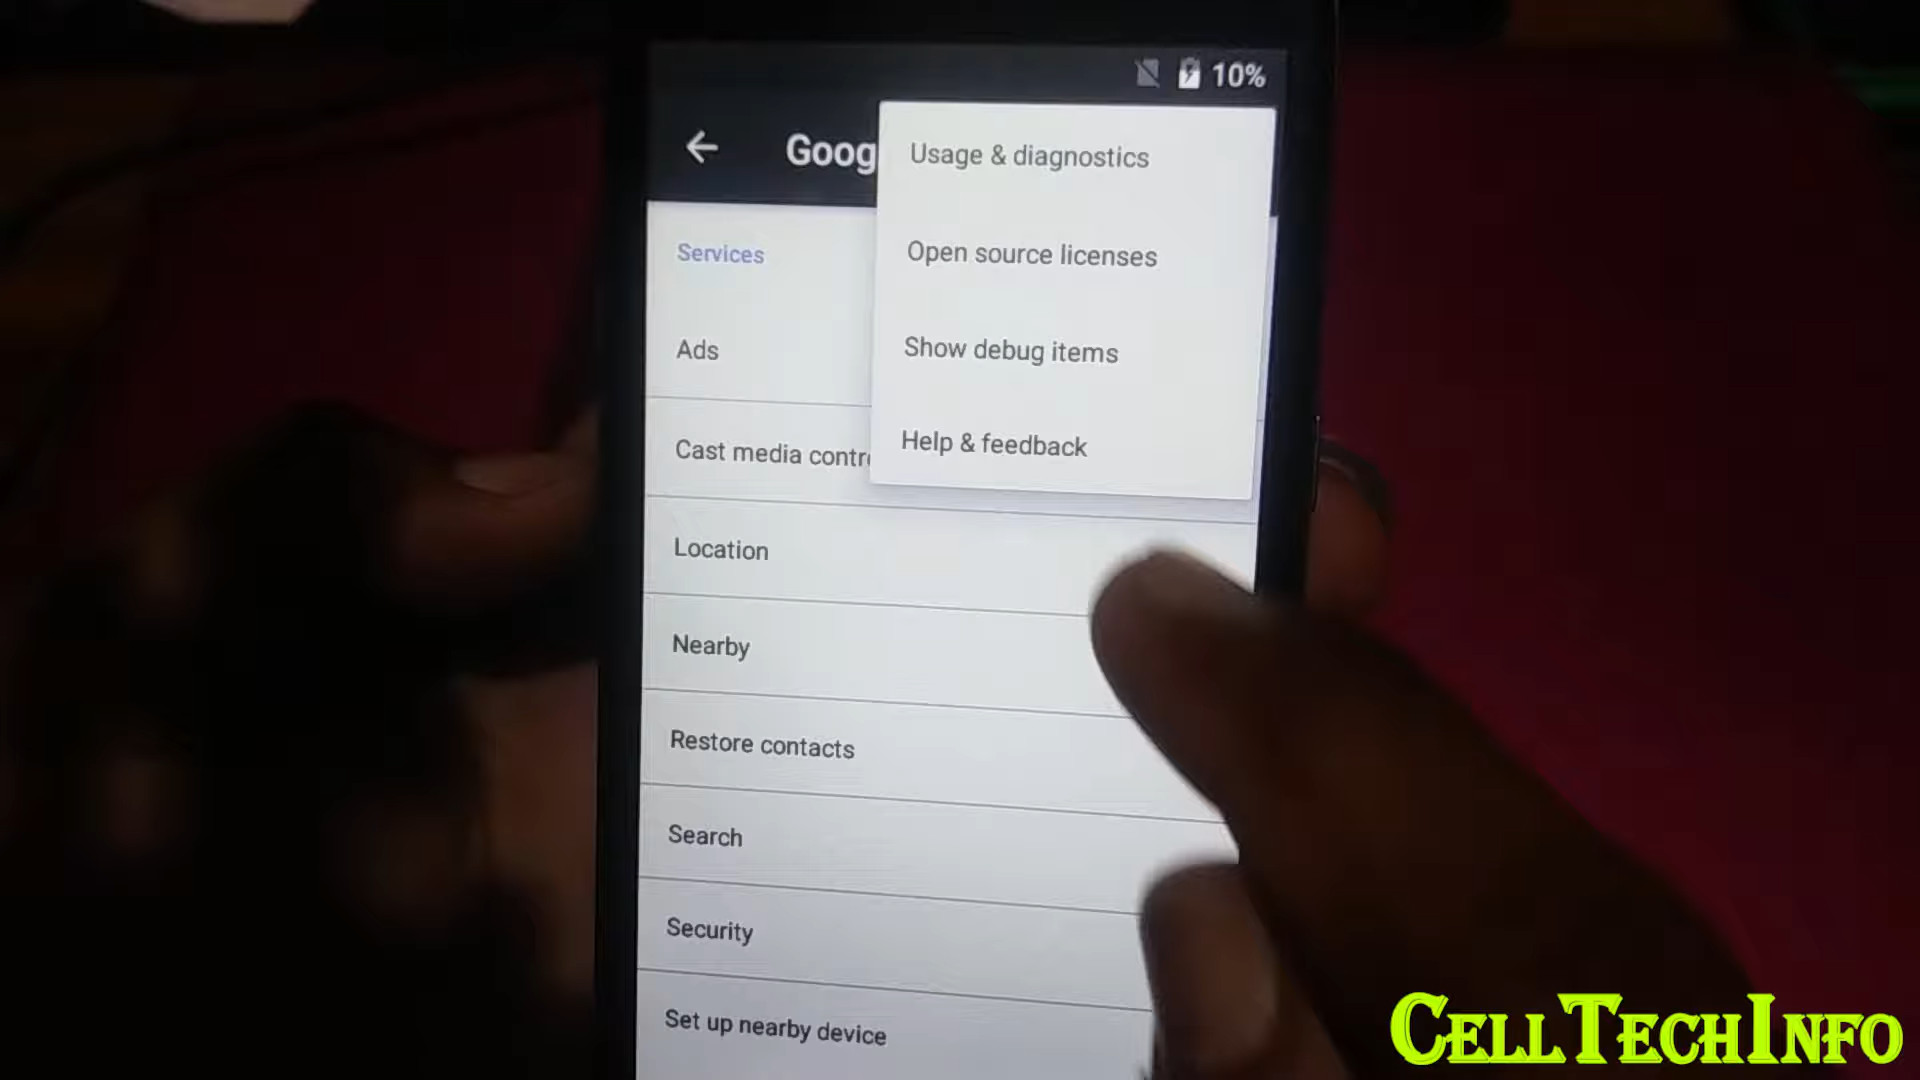 10%
Goog
Usage & diagnostics
Open source licenses
Show debug items
Help & feedback
Services
Ads
Cast media contr
Location
Nearby
Restore contacts
Search
Security
Set up nearby device
CellTechInfo